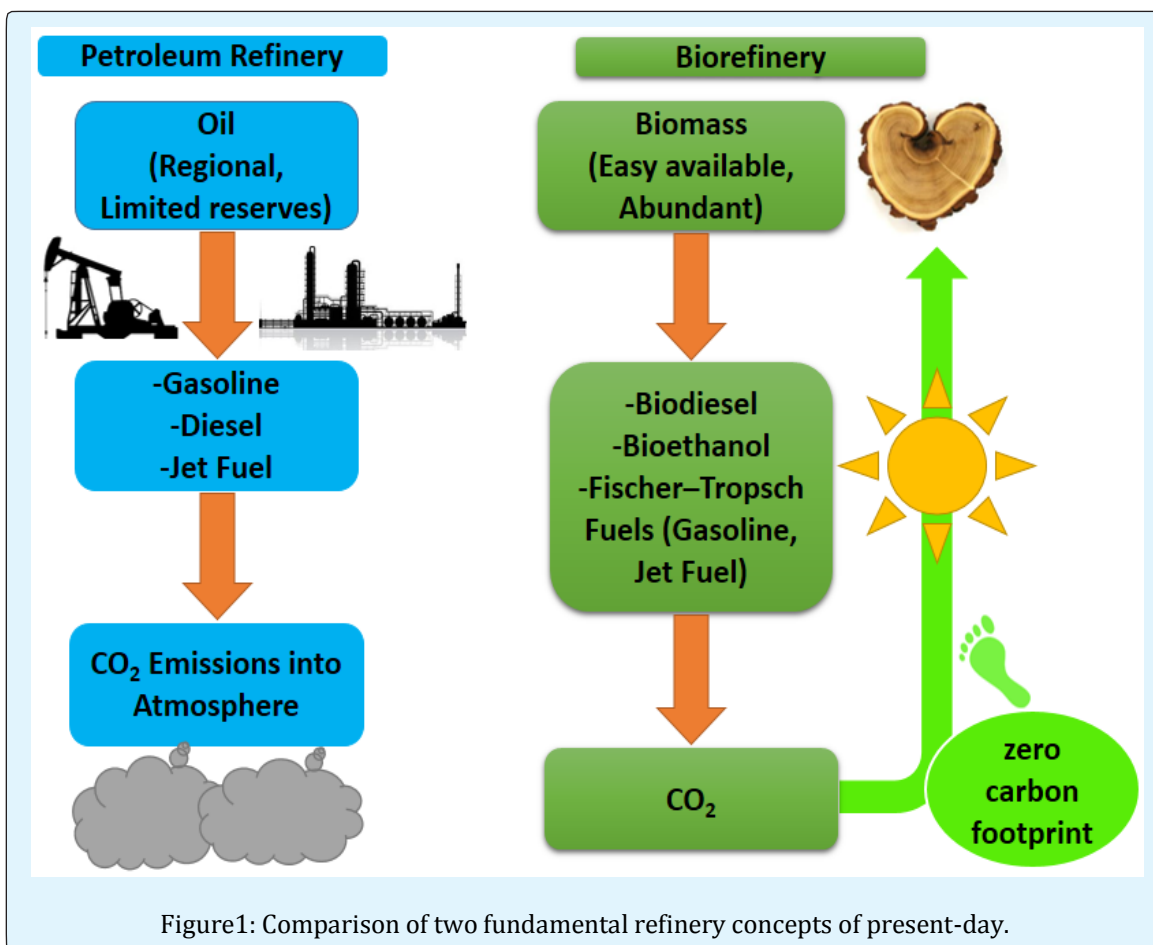 Petroleum Refinery
Oil
(Regional,
Limited reserves)
-Gasoline
-Diesel
-Jet Fuel
CO₂ Emissions into
Atmosphere
Biorefinery
Biomass
(Easy available,
Abundant)
-Biodiesel
-Bioethanol
-Fischer–Tropsch
Fuels (Gasoline,
Jet Fuel)
CO₂
zero
carbon
footprint
Figure1: Comparison of two fundamental refinery concepts of present-day.